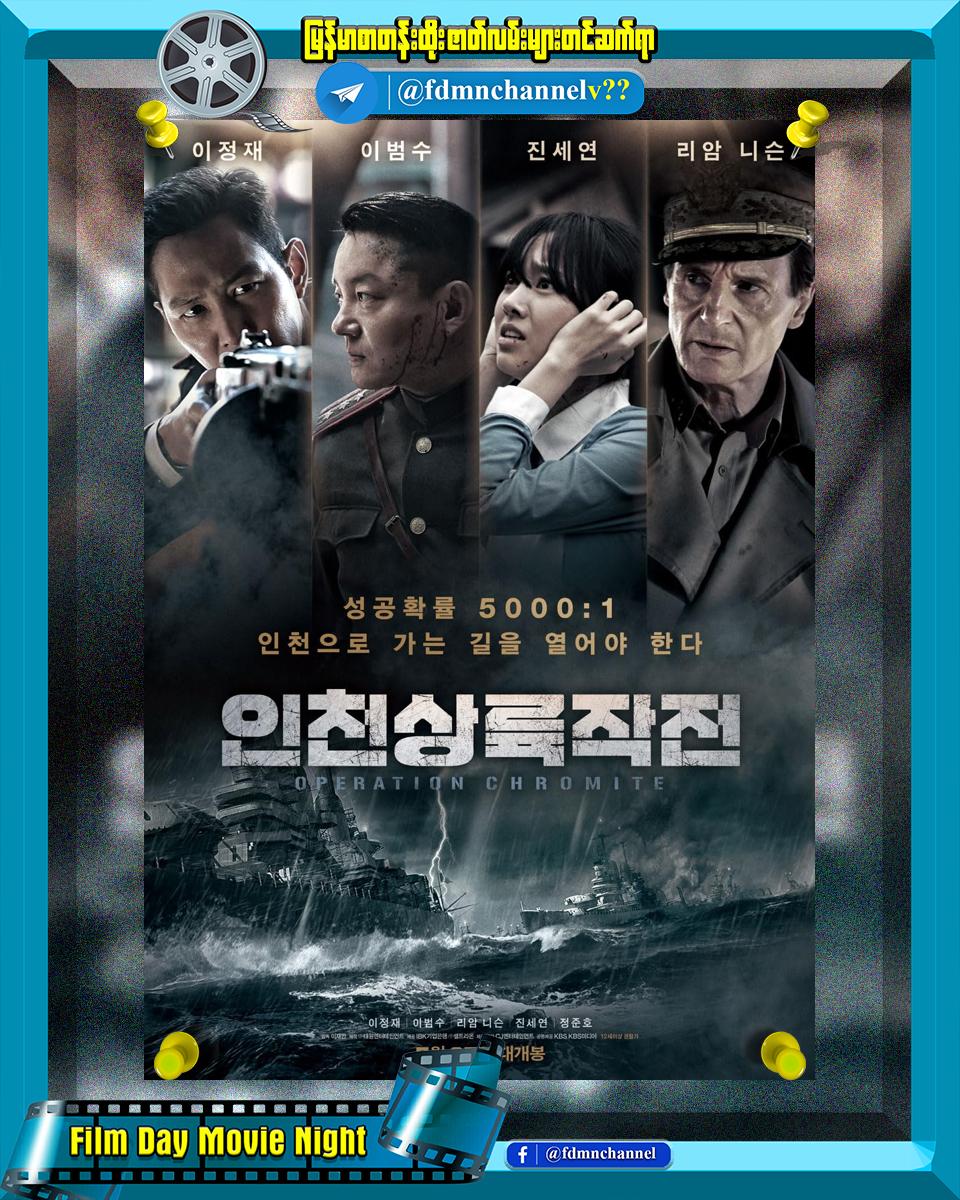 မြန်မာစာတန်းထိုးဇာတ်လမ်းများတင်ဆက်ရာ
@fdmnchannelv??
이정재
이범수
진세연
리암 니슨
성공확률 5000:1
인천으로 가는 길을 열어야 한다
인천상륙작전
OPERATION CHROMITE
이정재 이범수 리암 니슨 진세연 정준호
대개봉
Film Day Movie Night
@fdmnchannel